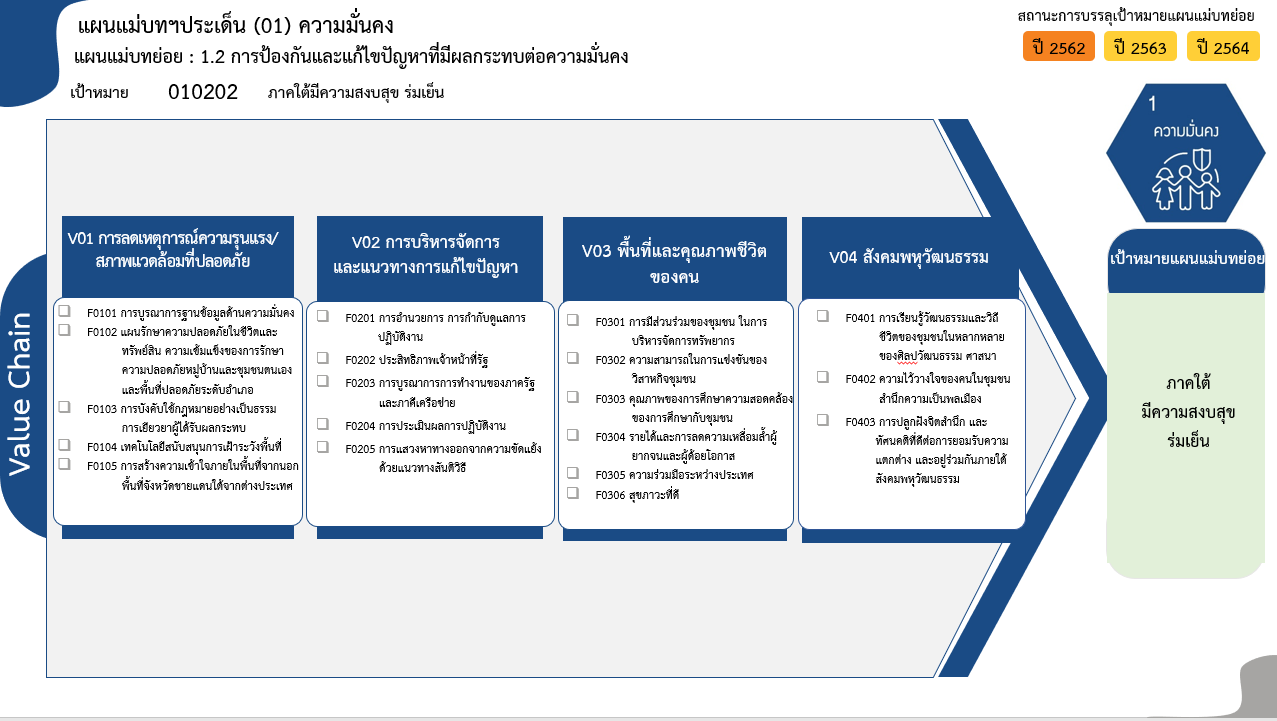 แผนแม่บทฯประเด็น (01) ความมั่นคง
แผนแม่บทย่อย : 1.2 การป้องกันและแก้ไขปัญหาที่มีผลกระทบต่อความมั่นคง
เป้าหมาย 010202 ภาคใต้มีความสงบสุข ร่มเย็น
สถานะการบรรลุเป้าหมายแผนแม่บทย่อย
ปี 2562 ปี 2563 ปี 2564
1
ความมั่นคง
Value Chain
V01 การลดเหตุการณ์ความรุนแรง/
สภาพแวดล้อมที่ปลอดภัย
F0101 การบูรณาการฐานข้อมูลด้านความมั่นคง
F0102 แผนรักษาความปลอดภัยในชีวิตและ
ทรัพย์สิน ความเข้มแข็งของการรักษา
ความปลอดภัยหมู่บ้านและชุมชนตนเอง
และพื้นที่ปลอดภัยระดับอำเภอ
F0103 การบังคับใช้กฎหมายอย่างเป็นธรรม
การเยียวยาผู้ได้รับผลกระทบ
F0104 เทคโนโลยีสนับสนุนการเฝ้าระวังพื้นที่
F0105 การสร้างความเข้าใจภายในพื้นที่จากนอก
พื้นที่จังหวัดชายแดนใต้จากต่างประเทศ
V02 การบริหารจัดการ
และแนวทางการแก้ไขปัญหา
F0201 การอำนวยการ การกำกับดูแลการ
ปฏิบัติงาน
F0202 ประสิทธิภาพเจ้าหน้าที่รัฐ
F0203 การบูรณาการการทำงานของภาครัฐ
และภาคีเครือข่าย
F0204 การประเมินผลการปฏิบัติงาน
F0205 การแสวงหาทางออกจากความขัดแย้ง
ด้วยแนวทางสันติวิธี
V03 พื้นที่และคุณภาพชีวิต
ของคน
F0301 การมีส่วนร่วมของชุมชน ในการ
บริหารจัดการทรัพยากร
F0302 ความสามารถในการแข่งขันของ
วิสาหกิจชุมชน
F0303 คุณภาพของการศึกษาความสอดคล้อง
ของการศึกษากับชุมชน
F0304 รายได้และการลดความเหลื่อมล้ำผู้
ยากจนและผู้ด้อยโอกาส
F0305 ความร่วมมือระหว่างประเทศ
F0306 สุขภาวะที่ดี
V04 สังคมพหุวัฒนธรรม
F0401 การเรียนรู้วัฒนธรรมและวิถี
ชีวิตของชุมชนในหลากหลาย
ของศิลปวัฒนธรรม ศาสนา
F0402 ความไว้วางใจของคนในชุมชน
สำนึกความเป็นพลเมือง
F0403 การปลูกฝังจิตสำนึก และ
ทัศนคติที่ดีต่อการยอมรับความ
แตกต่าง และอยู่ร่วมกันภายใต้
สังคมพหุวัฒนธรรม
เป้าหมายแผนแม่บทย่อย
ภาคใต้
มีความสงบสุข
ร่มเย็น